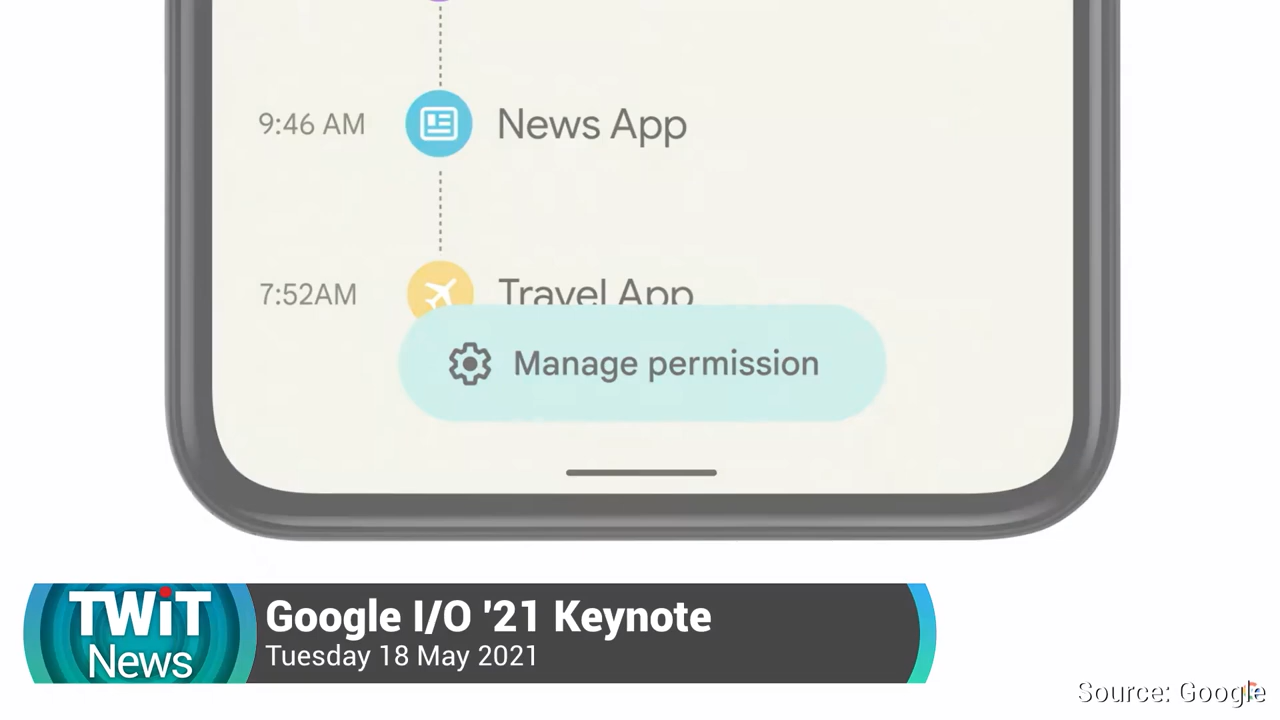 9:46 AM News App
7:52AM Travel App
Manage permission
TWiT
News
Google I/O '21 Keynote
Tuesday 18 May 2021
Source: Google